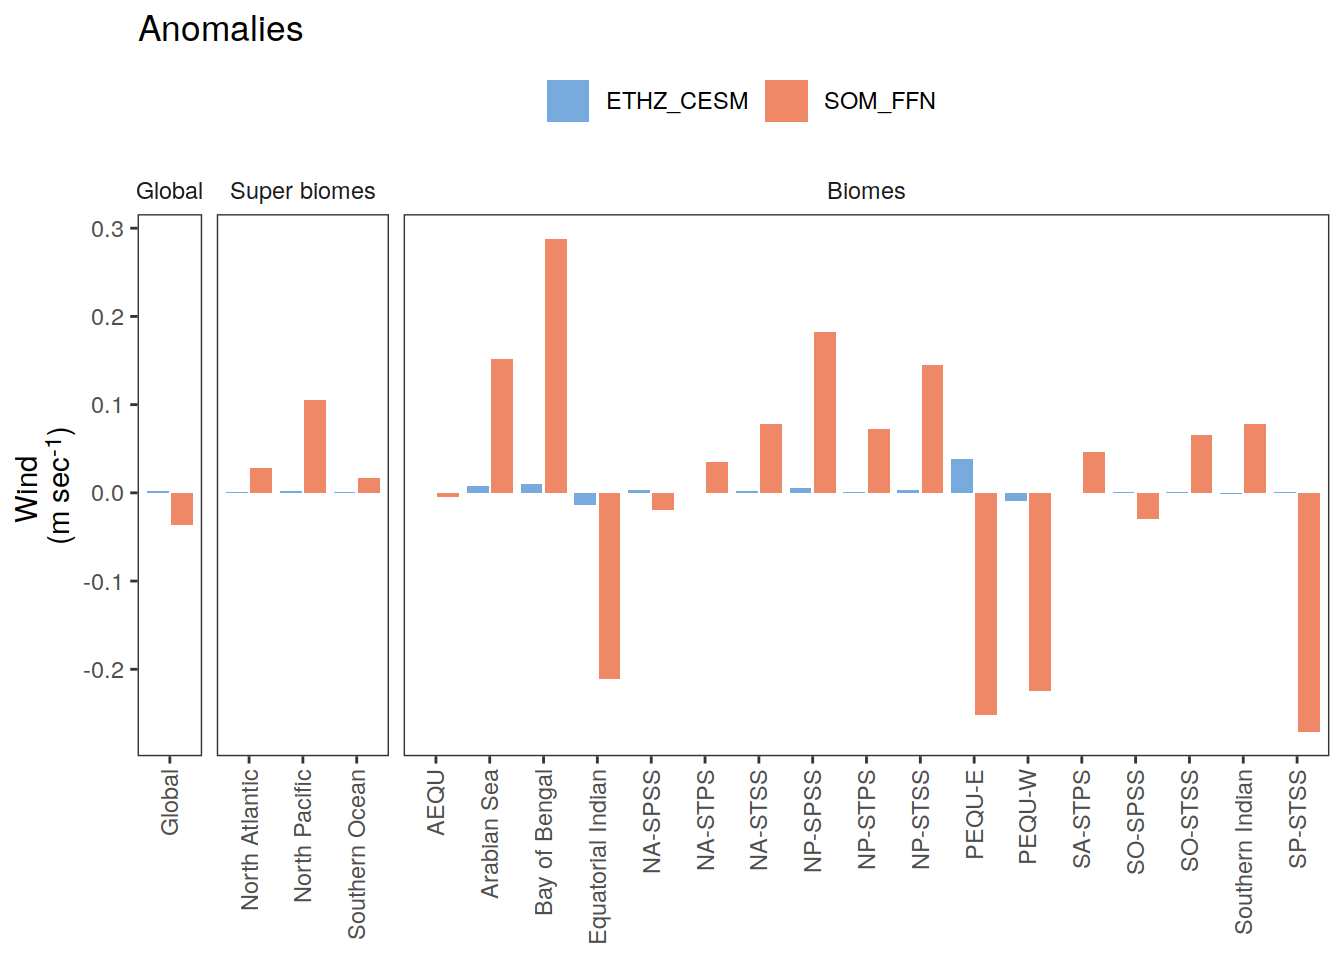 Anomalies
ETHZ_CESM SOM_FFN
Global Super biomes Biomes
0.3
0.2
0.1
0.0
-0.1
-0.2
Wind
(m sec⁻¹)
Global
North Atlantic
North Pacific
Southern Ocean
AEQU
Arabian Sea
Bay of Bengal
Equatorial Indian
NA-SPSS
NA-STPS
NA-STSS
NP-SPSS
NP-STPS
NP-STSS
PEQU-E
PEQU-W
SA-STPS
SO-SPSS
SO-STSS
Southern Indian
SP-STSS